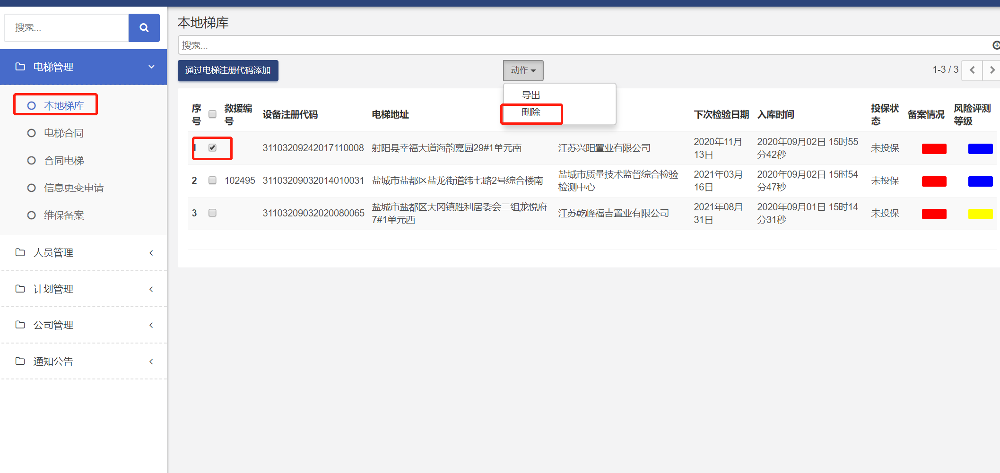 搜索...
电梯管理
本地梯库
电梯合同
合同电梯
信息更变申请
维保备案
人员管理
计划管理
公司管理
通知公告
本地梯库
搜索...
通过电梯注册代码添加
动作
1-3 / 3
导出
刪除
序号
救援编号
设备注册代码
电梯地址
下次检验日期
入库时间
投保状态
备案情况
风险评测等级
1
31103209242017110008
射阳县幸福大道海韵嘉园29#1单元南
江苏兴阳置业有限公司
2020年11月
13日
2020年09月02日 15时55
分42秒
未投保
2
102495
31103209032014010031
盐城市盐都区盐龙街道纬七路2号综合楼南
盐城市质量技术监督综合检验
检测中心
2021年03月
16日
2020年09月02日 15时54
分47秒
未投保
3
31103209032020080065
盐城市盐都区大冈镇胜利居委会二组龙悦府
7#1单元西
江苏乾峰福吉置业有限公司
2021年08月
31日
2020年09月01日 15时14
分31秒
未投保